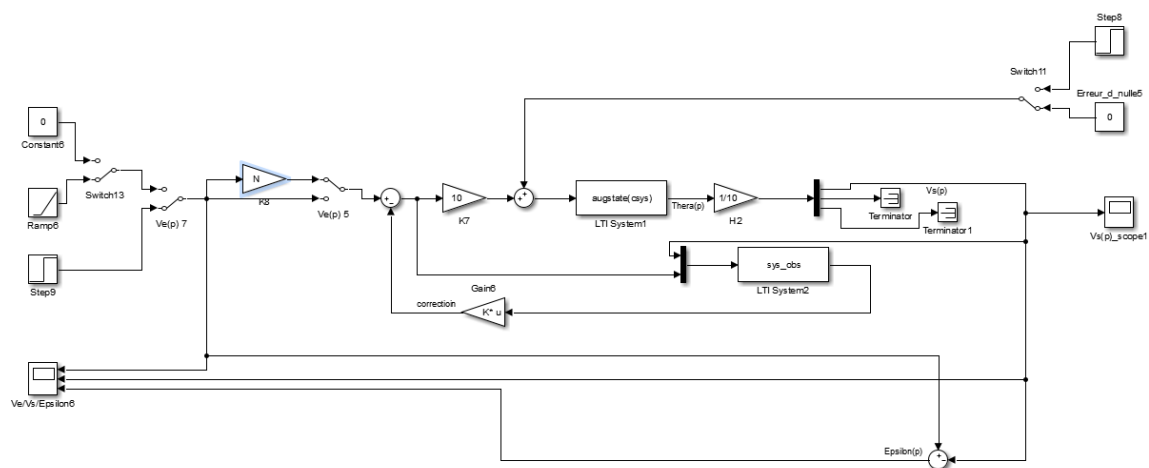 Step8
Switch11
Erreur_d_nulle5
0
0
Constant6
Switch13
Ramp6
Ve(p) 7
Step9
N
K8
Ve(p) 5
+
-
10
K7
+
+
augstate(csys)
LTI System1
Thera(p)
1/10
H2
Vs(p)
Terminator
Terminator1
Vs(p)_scope1
sys_obs
LTI System2
Gain6
correctioin
K* u
Ve/Vs/Epsilon6
Epsilon(p)
+
-